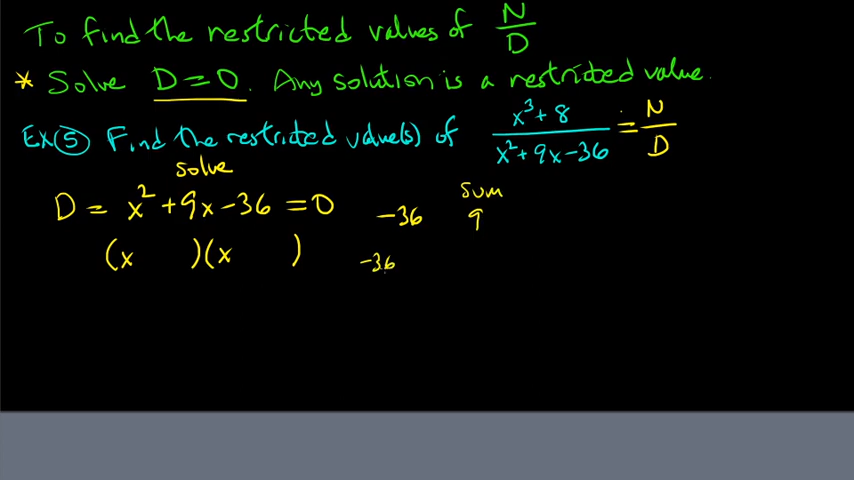 To find the restricted values of N/D
* Solve D = 0. Any solution is a restricted value.
Ex (5) Find the restricted value(s) of (x³ + 8)/(x² + 9x - 36) = N/D
solve
D = x² + 9x - 36 = 0   -36   sum 9
(x   )(x   )   -36